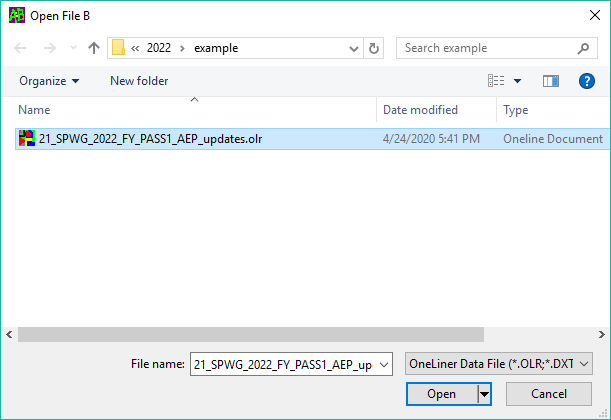 Open File B
« 2022 > example
Search example
Organize
New folder
?
Name Date modified Type
21_SPWG_2022_FY_PASS1_AEP_updates.olr 4/24/2020 5:41 PM Oneline Document
File name: 21_SPWG_2022_FY_PASS1_AEP_up OneLiner Data File (*.OLR;*.DXT
Open Cancel